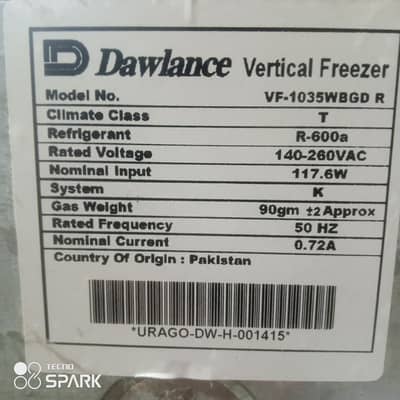 Dawlance Vertical Freezer
Model No. VF-1035WBGD R
Climate Class T
Refrigerant R-600a
Rated Voltage 140-260VAC
Nominal Input 117.6W
System K
Gas Weight 90gm ±2 Approx
Rated Frequency 50 HZ
Nominal Current 0.72A
Country Of Origin : Pakistan
*URAGO-DW-H-001415*
TECNO
SPARK